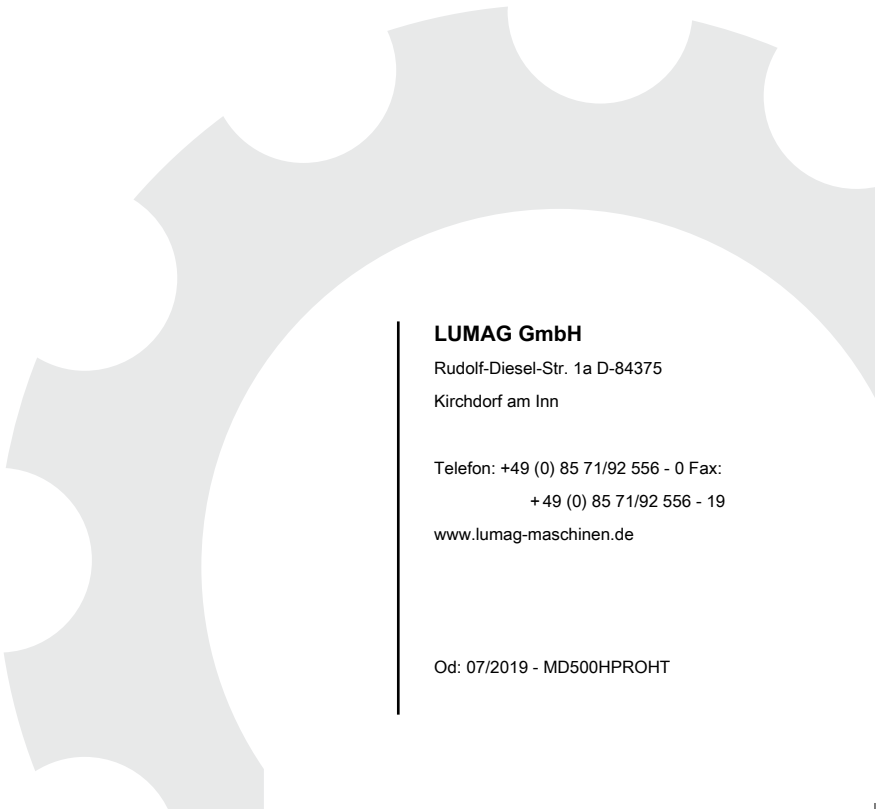 LUMAG GmbH
Rudolf-Diesel-Str. 1a D-84375
Kirchdorf am Inn
Telefon: +49 (0) 85 71/92 556 - 0 Fax:
+ 49 (0) 85 71/92 556 - 19
www.lumag-maschinen.de
Od: 07/2019 - MD500HPROHT